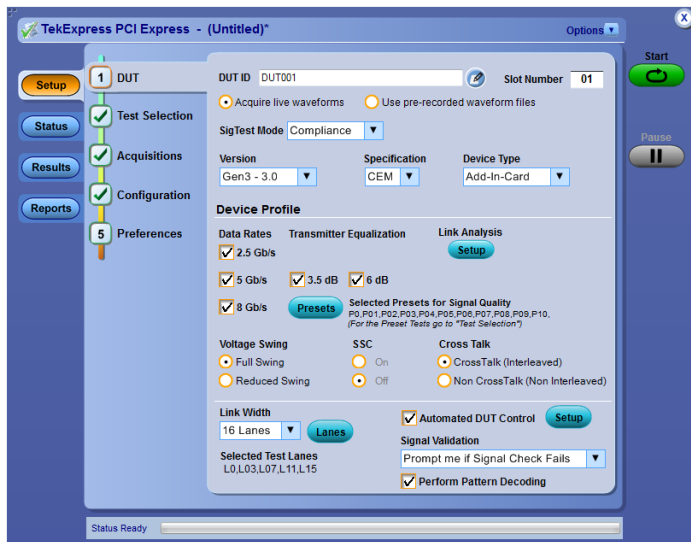 TekExpress PCI Express - (Untitled)*
Options
X
Start
Pause
Setup
Status
Results
Reports
1 DUT
Test Selection
Acquisitions
Configuration
5 Preferences
DUT ID DUT001 Slot Number 01
Acquire live waveforms Use pre-recorded waveform files
SigTest Mode Compliance
Version Specification Device Type
Gen3 - 3.0 CEM Add-In-Card
Device Profile
Data Rates Transmitter Equalization Link Analysis
2.5 Gb/s Setup
5 Gb/s 3.5 dB 6 dB
8 Gb/s Presets Selected Presets for Signal Quality
P0,P01,P02,P03,P04,P05,P06,P07,P08,P09,P10,
(For the Preset Tests go to "Test Selection")
Voltage Swing SSC Cross Talk
Full Swing On CrossTalk (Interleaved)
Reduced Swing Off Non CrossTalk (Non Interleaved)
Link Width Automated DUT Control Setup
16 Lanes Lanes
Signal Validation
Selected Test Lanes Prompt me if Signal Check Fails
L0,L03,L07,L11,L15
Perform Pattern Decoding
Status Ready